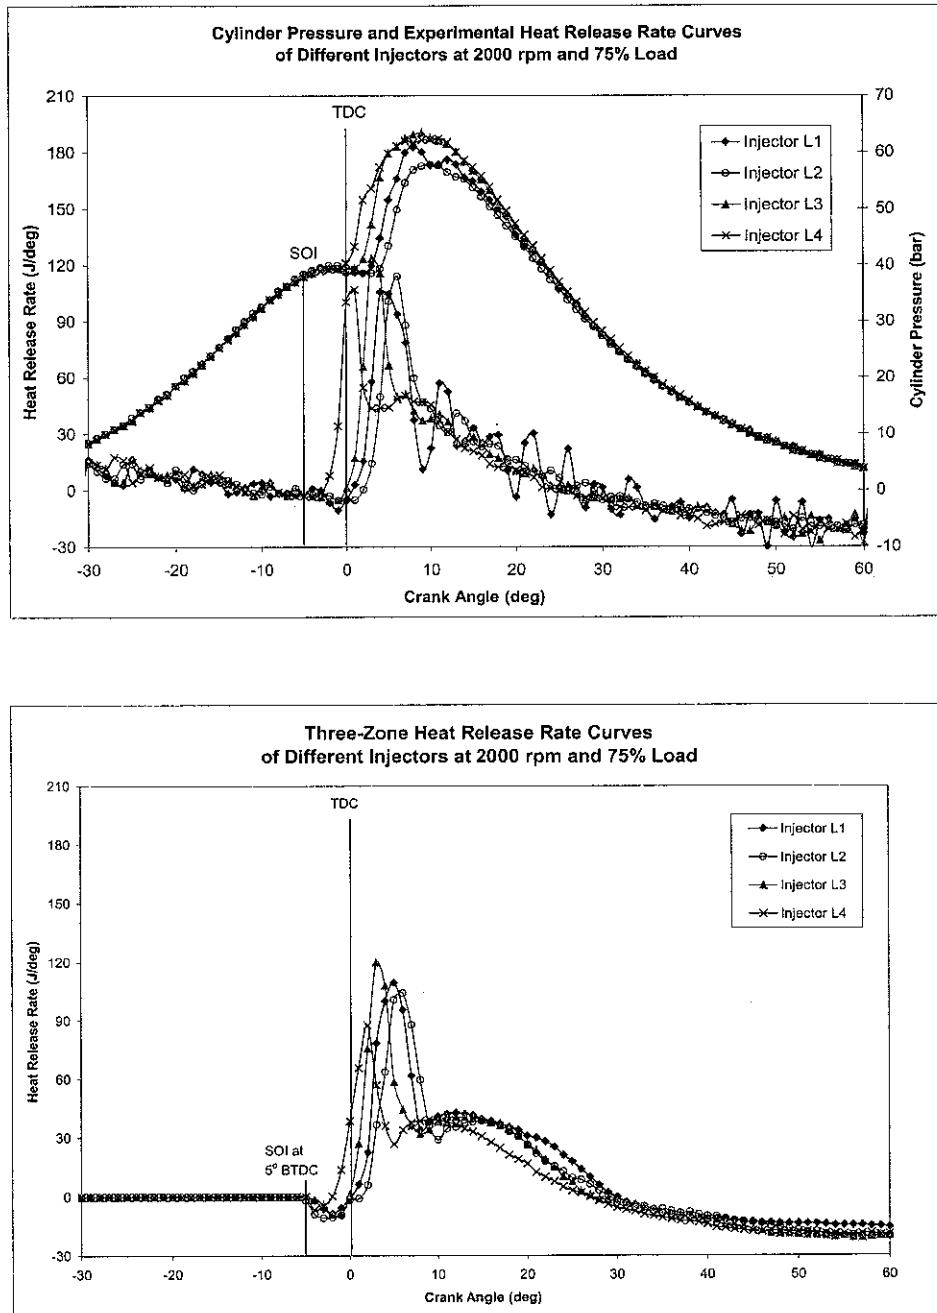 Cylinder Pressure and Experimental Heat Release Rate Curves
of Different Injectors at 2000 rpm and 75% Load
Heat Release Rate (J/deg)
210
180
150
120
90
60
30
0
-30
TDC
SOI
Injector L1
Injector L2
Injector L3
Injector L4
70
60
50
40
30
20
10
0
-10
Cylinder Pressure (bar)
-30 -20 -10 0 10 20 30 40 50 60
Crank Angle (deg)
Three-Zone Heat Release Rate Curves
of Different Injectors at 2000 rpm and 75% Load
Heat Release Rate (J/deg)
210
180
150
120
90
60
30
0
-30
TDC
SOI at
5° BTDC
Injector L1
Injector L2
Injector L3
Injector L4
-30 -20 -10 0 10 20 30 40 50 60
Crank Angle (deg)